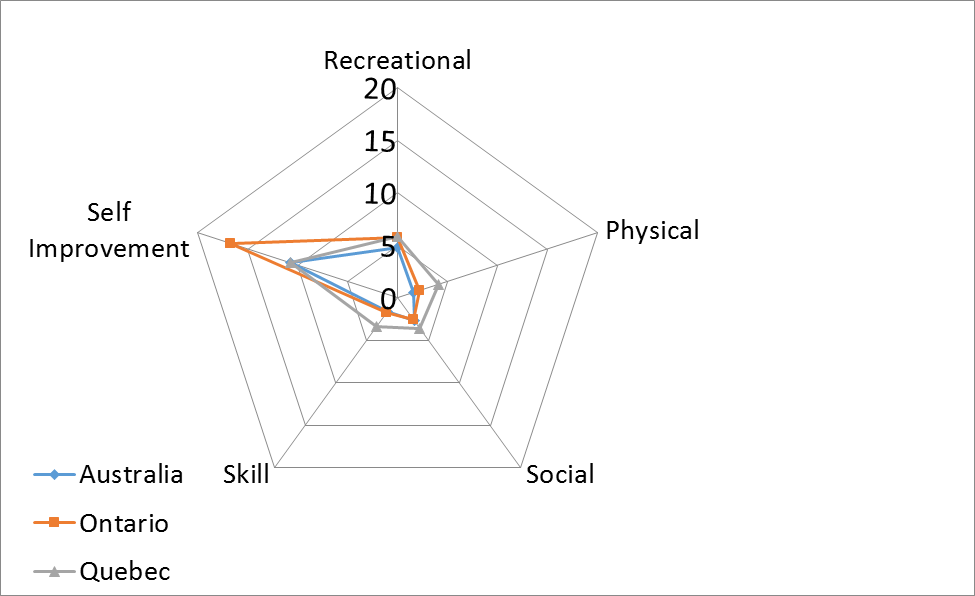 Recreational
20
15
10
5
0
Self
Improvement
Physical
Skill
Social
Australia
Ontario
Quebec